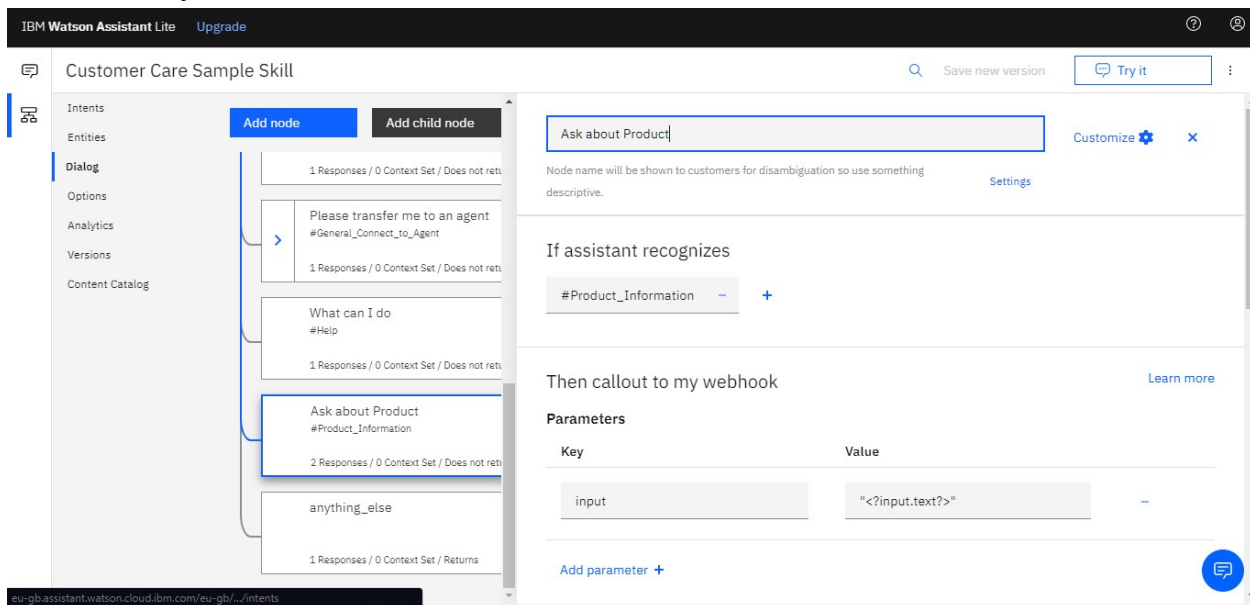 IBM Watson Assistant Lite Upgrade
Customer Care Sample Skill
Save new version
Try it
Intents
Entities
Dialog
Options
Analytics
Versions
Content Catalog
Add node
Add child node
1 Responses / 0 Context Set / Does not retu
Please transfer me to an agent
#General_Connect_to_Agent
1 Responses / 0 Context Set / Does not retu
What can I do
#Help
1 Responses / 0 Context Set / Does not retu
Ask about Product
#Product_Information
2 Responses / 0 Context Set / Does not retu
anything_else
1 Responses / 0 Context Set / Returns
eu-gb.assistant.watson.cloud.ibm.com/eu-gb/.../intents
Ask about Product
Customize
Node name will be shown to customers for disambiguation so use something
descriptive.
Settings
If assistant recognizes
#Product_Information
Then callout to my webhook
Learn more
Parameters
Key Value
input "<?input.text?>"
Add parameter +